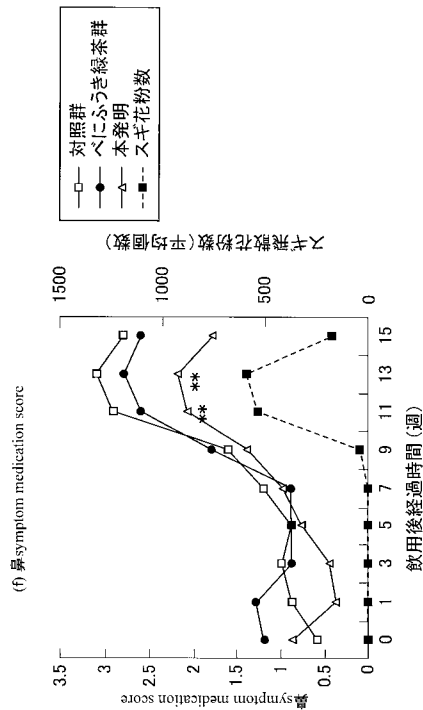 (f) 鼻symptom medication score
鼻symptom medication score
3.5
3
2.5
2
1.5
1
0.5
0
0 1 3 5 7 9 11 13 15
飲用後経過時間(週)
**
**
1500
1000
500
0
スギ飛散花粉数(平均個数)
対照群
べにふうき緑茶群
本発明
スギ花粉数